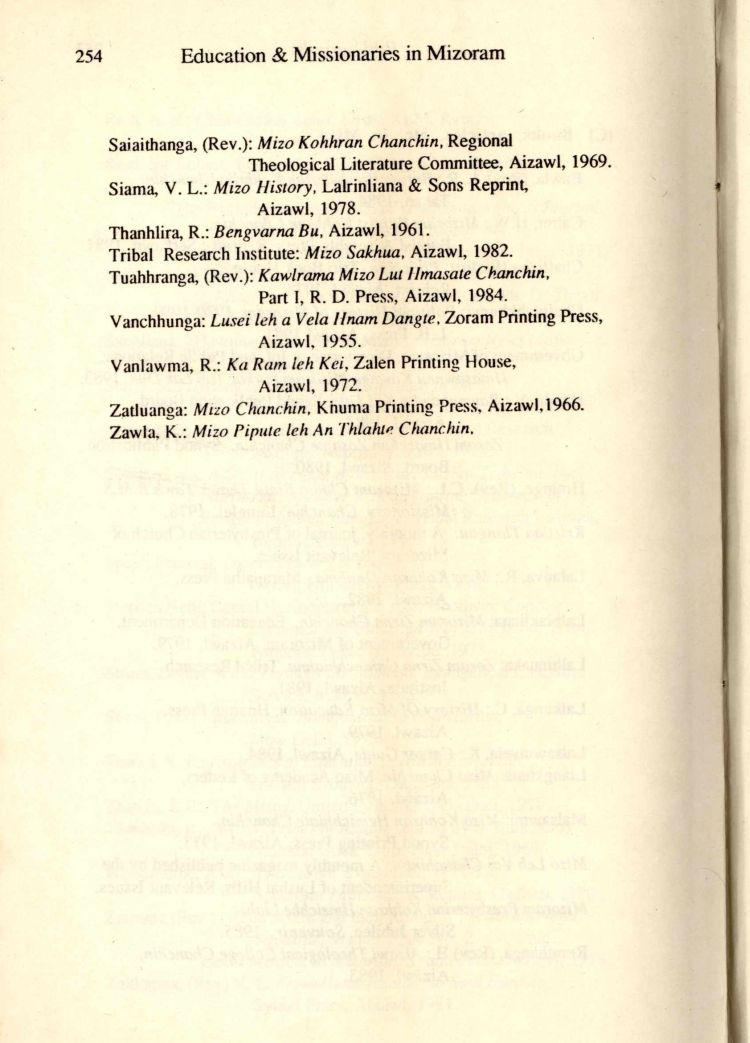 254 Education & Missionaries in Mizoram
Saiaithanga, (Rev.): Mizo Kohhran Chanchin, Regional
Theological Literature Committee, Aizawl, 1969.
Siama, V. L.: Mizo History, Lalrinliana & Sons Reprint,
Aizawl, 1978.
Thanhlira, R.: Bengvarna Bu, Aizawl, 1961.
Tribal Research Institute: Mizo Sakhua, Aizawl, 1982.
Tuahhranga, (Rev.): Kawlrama Mizo Lut Hmasate Chanchin,
Part I, R. D. Press, Aizawl, 1984.
Vanchhunga: Lusei leh a Vela Hnam Dangte, Zoram Printing Press,
Aizawl, 1955.
Vanlawma, R.: Ka Ram leh Kei, Zalen Printing House,
Aizawl, 1972.
Zatluanga: Mizo Chanchin, Khuma Printing Press, Aizawl,1966.
Zawla, K.: Mizo Pipute leh An Thlahte Chanchin,